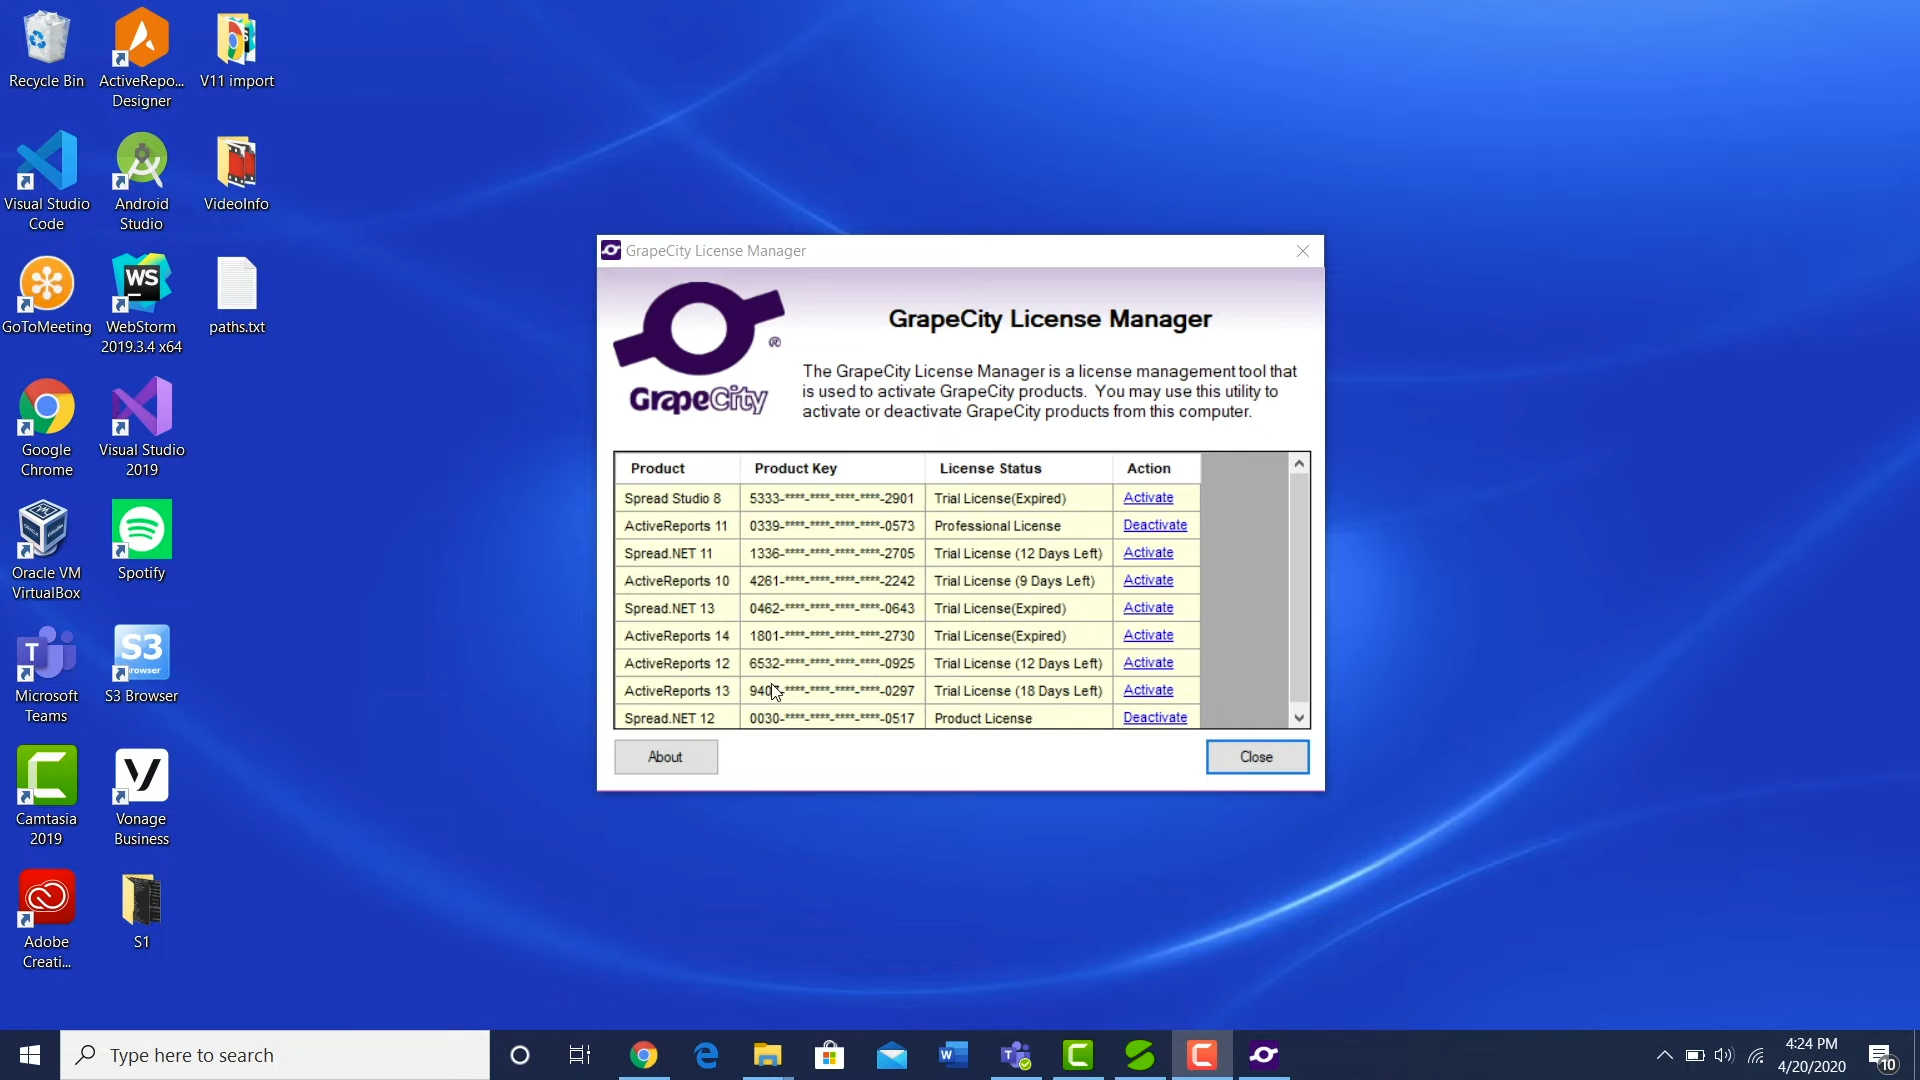 Recycle Bin
ActiveRepo...
Designer
V11 import
Visual Studio
Code
Android
Studio
VideoInfo
GoToMeeting
WS
WebStorm
2019.3.4 x64
paths.txt
Google
Chrome
Visual Studio
2019
Oracle VM
VirtualBox
Spotify
T
Microsoft
Teams
S3
Browser
S3 Browser
Camtasia
2019
Vonage
Business
Adobe
Creati...
S1
GrapeCity License Manager
GrapeCity License Manager
®
GrapeCity
The GrapeCity License Manager is a license management tool that
is used to activate GrapeCity products. You may use this utility to
activate or deactivate GrapeCity products from this computer.
Product Product Key License Status Action
Spread Studio 8 5333-****-****-****-****-2901 Trial License(Expired) Activate
ActiveReports 11 0339-****-****-****-****-0573 Professional License Deactivate
Spread.NET 11 1336-****-****-****-****-2705 Trial License (12 Days Left) Activate
ActiveReports 10 4261-****-****-****-****-2242 Trial License (9 Days Left) Activate
Spread.NET 13 0462-****-****-****-****-0643 Trial License(Expired) Activate
ActiveReports 14 1801-****-****-****-****-2730 Trial License(Expired) Activate
ActiveReports 12 6532-****-****-****-****-0925 Trial License (12 Days Left) Activate
ActiveReports 13 -****-****-****-****-0297 Trial License (18 Days Left) Activate
Spread.NET 12 0030-****-****-****-****-0517 Product License Deactivate
About
Close
Type here to search
4:24 PM
4/20/2020
10